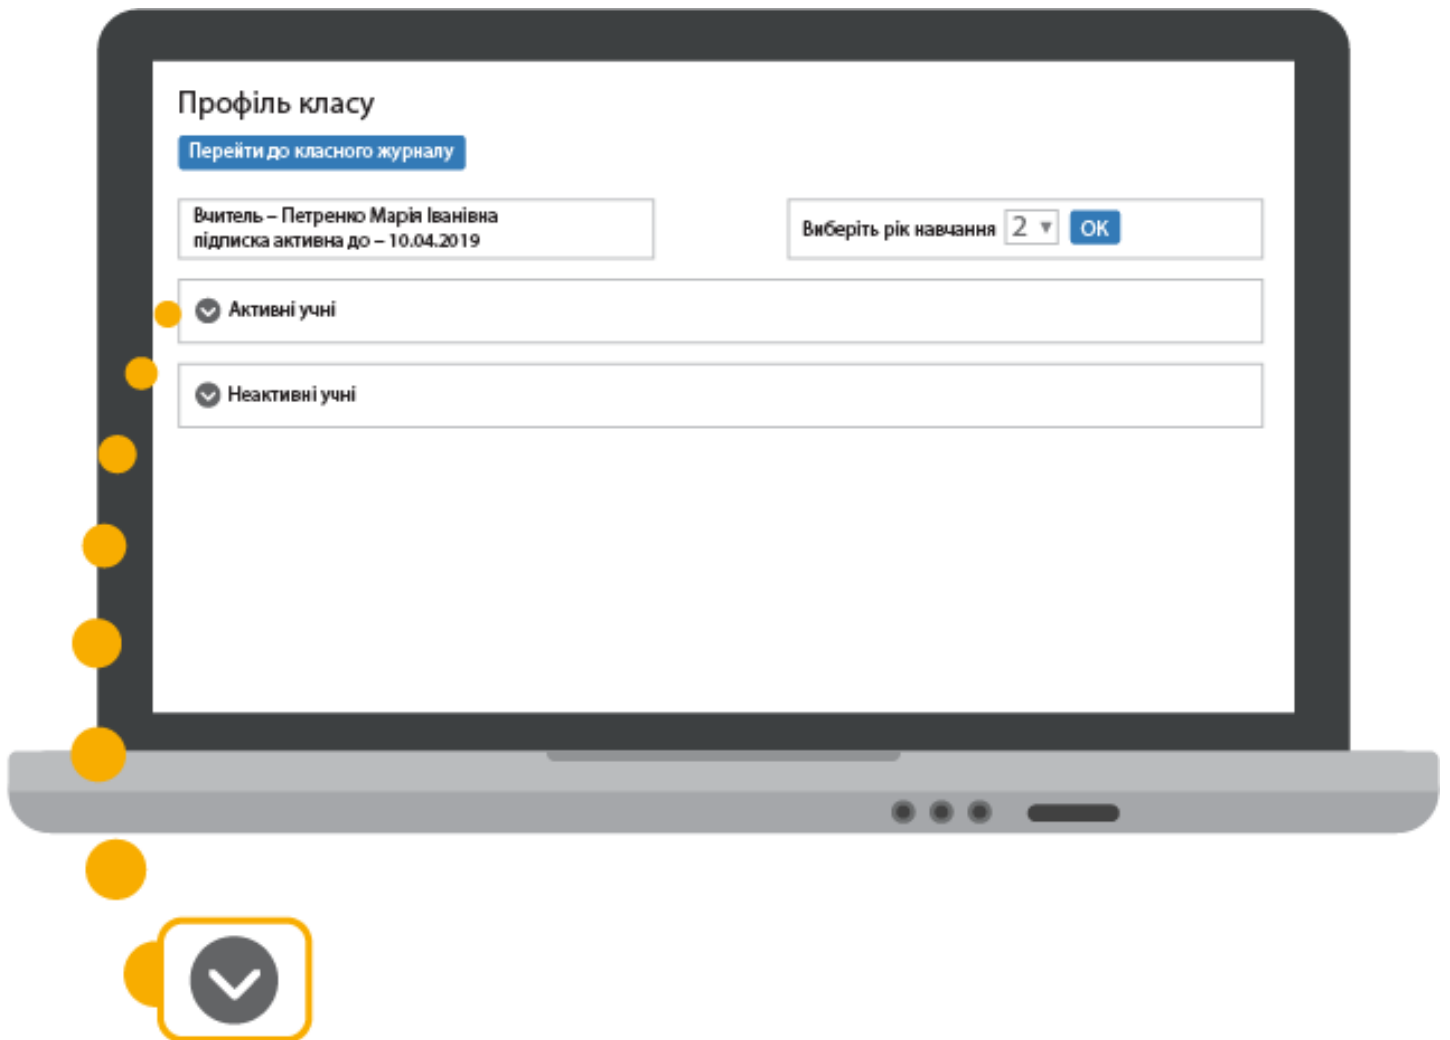 Профіль класу
Перейти до класного журналу
Вчитель – Петренко Марія Іванівна
підписка активна до – 10.04.2019
Виберіть рік навчання 2 ▼ ОК
Активні учні
Неактивні учні